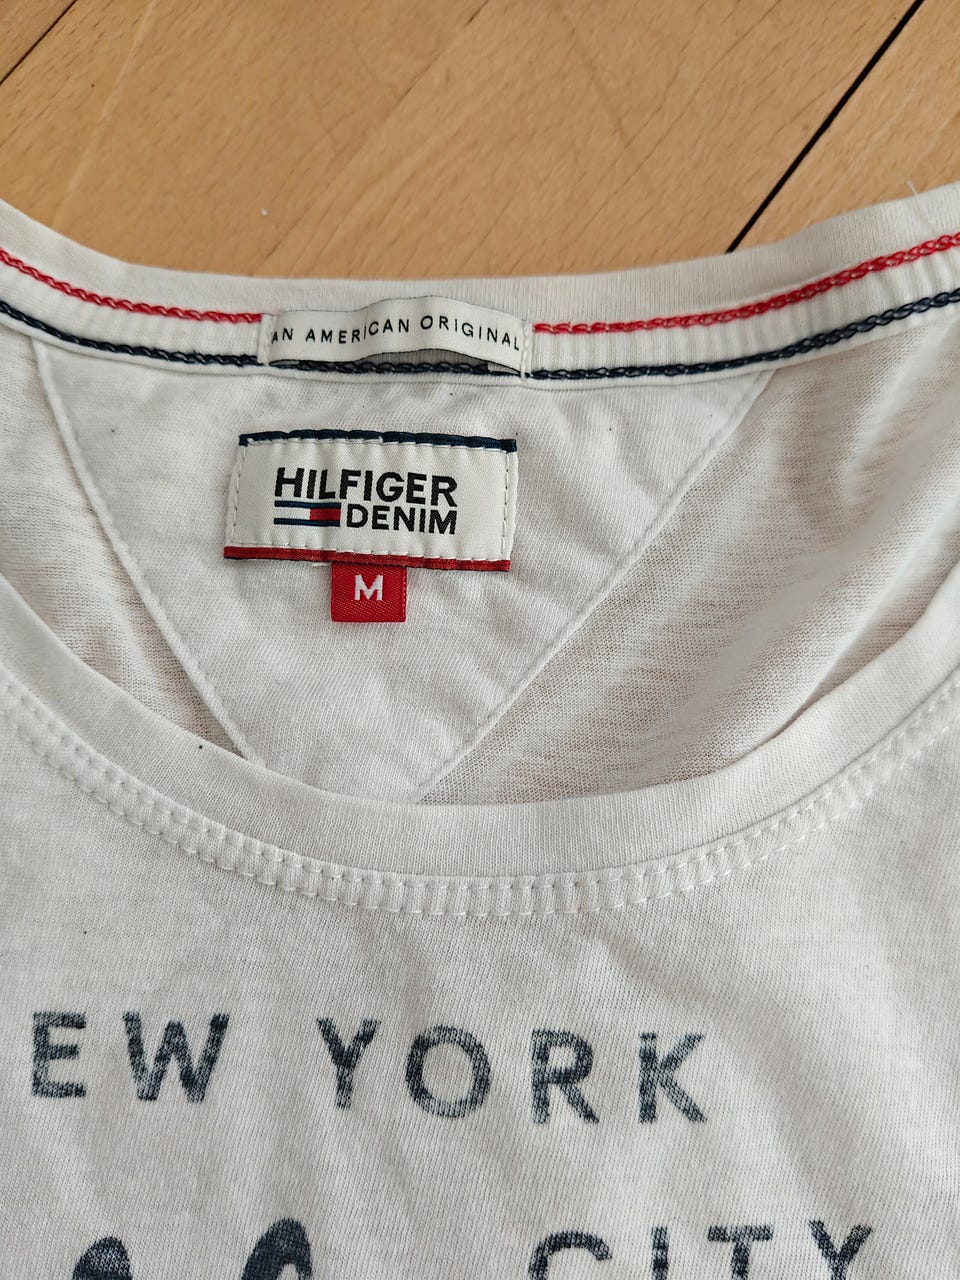 AN AMERICAN ORIGINAL
HILFIGER
DENIM
M
EW YORK
CITY